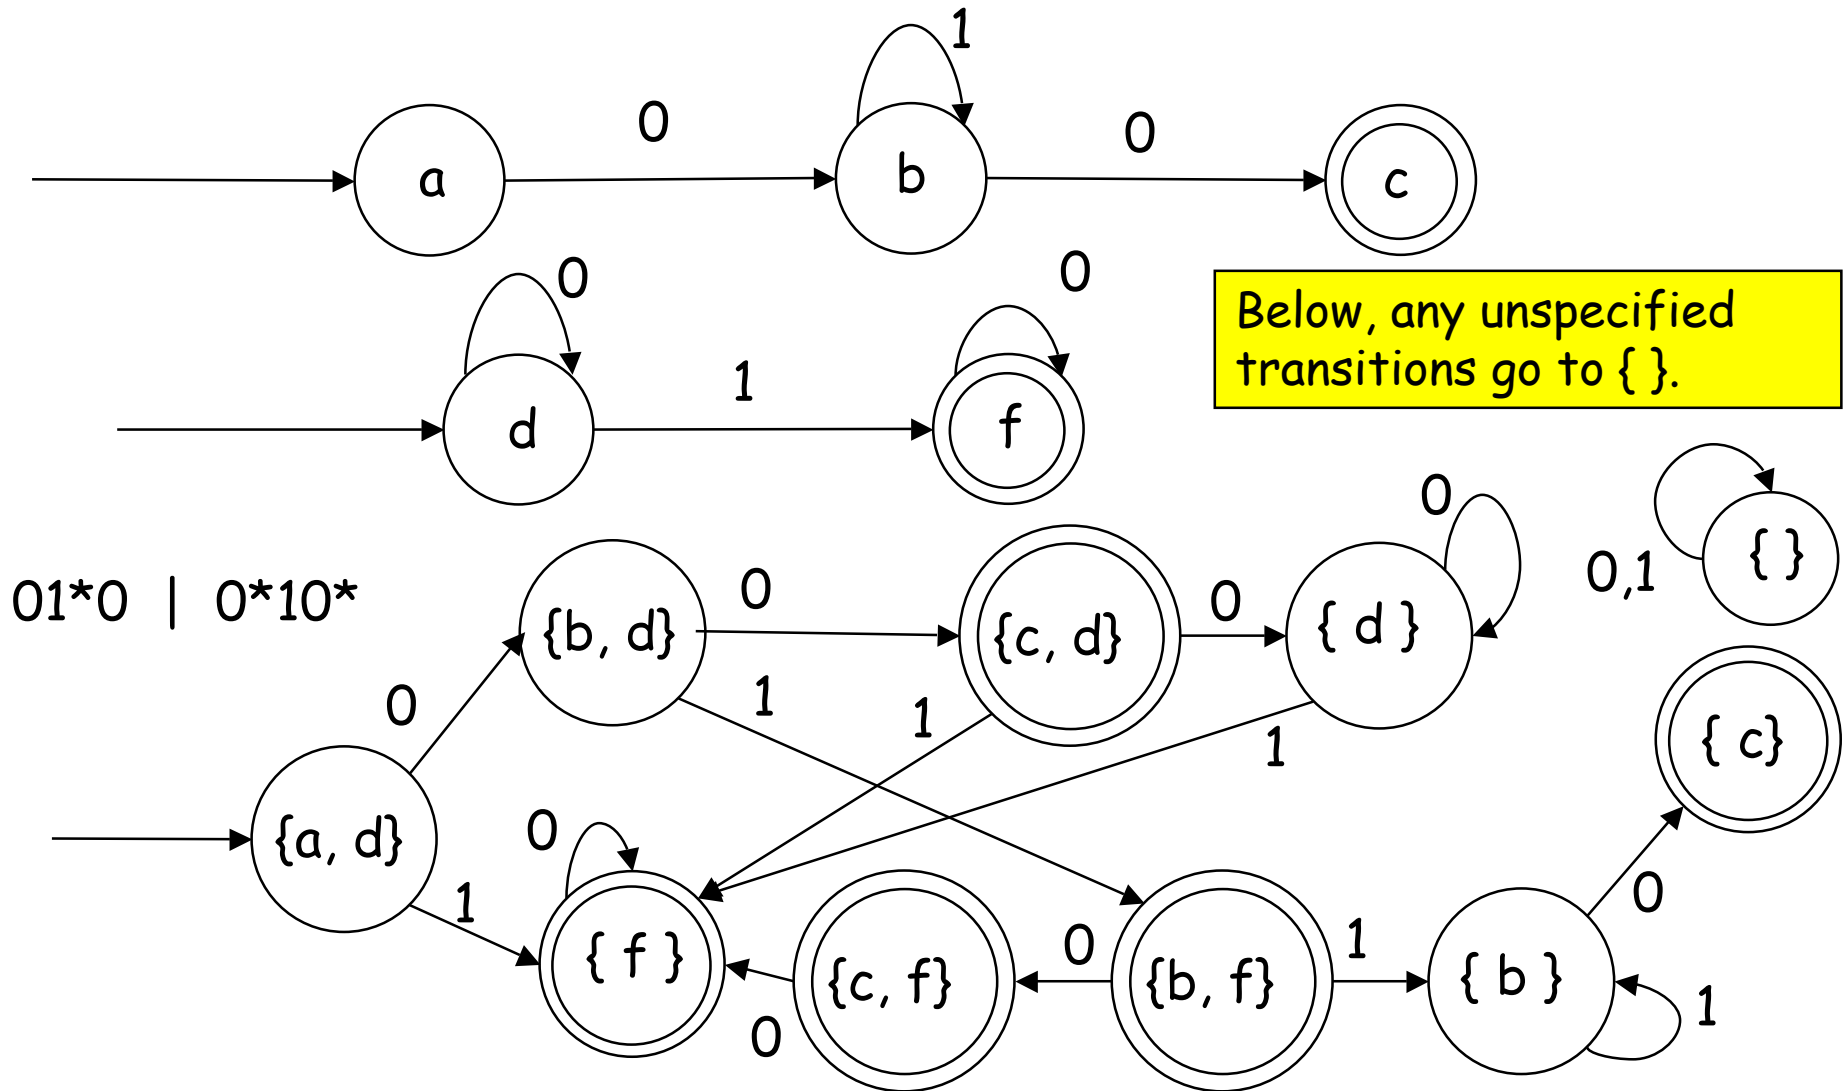 1
0
0
a
b
c
0
0
Below, any unspecified
transitions go to { }.
1
d
f
0
0,1
{ }
01*0 | 0*10*
{b, d}
0
{c, d}
0
{ d }
0
1
1
1
{ c}
{a, d}
0
1
0
{ f }
{c, f}
0
{b, f}
1
{ b }
0
1